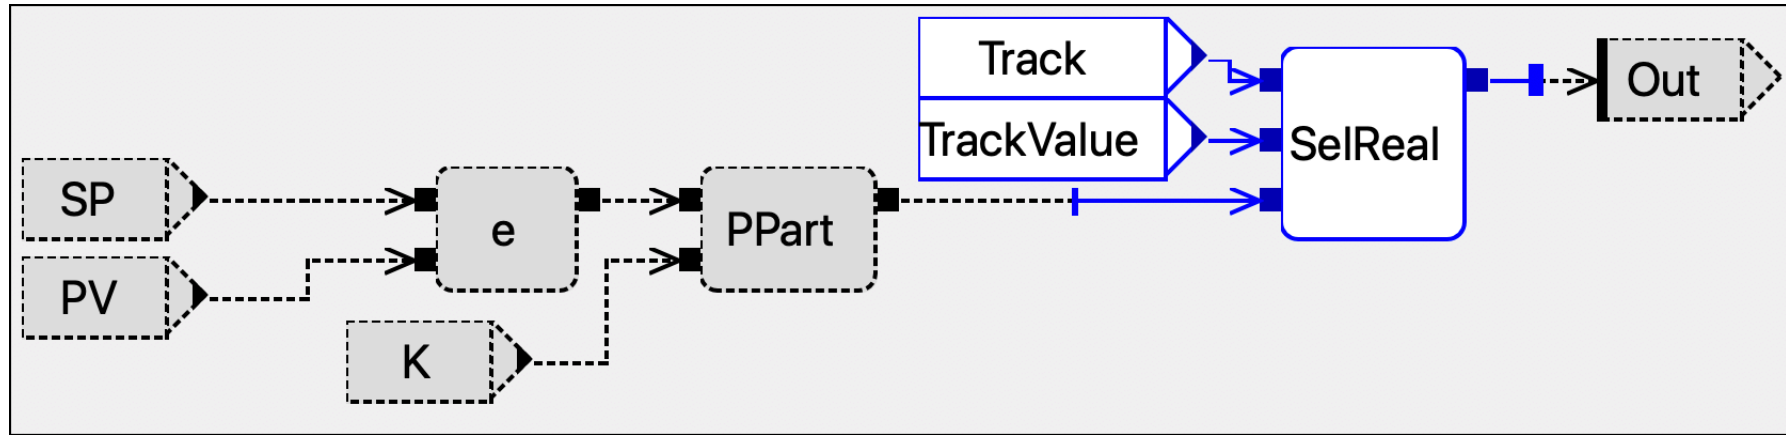 Track
TrackValue
SelReal
Out
SP
PV
e
PPart
K